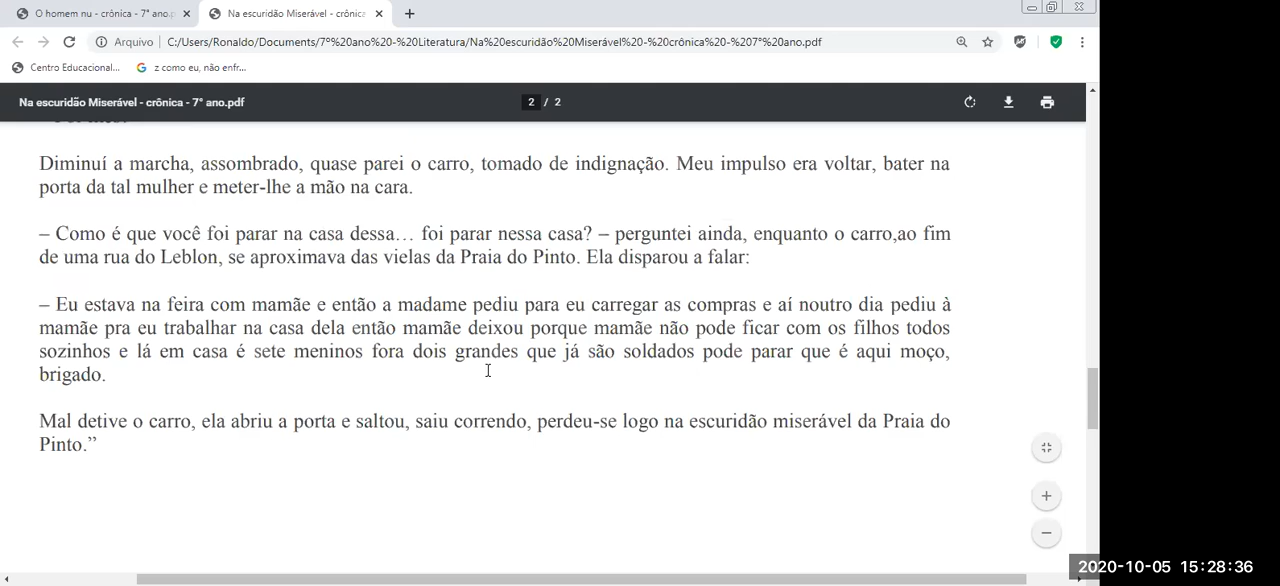 O homem nu - crônica - 7° ano.p
Na escuridão Miserável - crônica
Arquivo
C:/Users/Ronaldo/Documents/7º%20ano%20-%20Literatura/Na%20escuridão%20Miserável%20-%20crônica%20-%207°%20ano.pdf
Centro Educacional...
z como eu, não enfr...
Na escuridão Miserável - crônica - 7° ano.pdf
2 / 2
Diminuí a marcha, assombrado, quase parei o carro, tomado de indignação. Meu impulso era voltar, bater na
porta da tal mulher e meter-lhe a mão na cara.
– Como é que você foi parar na casa dessa… foi parar nessa casa? – perguntei ainda, enquanto o carro,ao fim
de uma rua do Leblon, se aproximava das vielas da Praia do Pinto. Ela disparou a falar:
– Eu estava na feira com mamãe e então a madame pediu para eu carregar as compras e aí noutro dia pediu à
mamãe pra eu trabalhar na casa dela então mamãe deixou porque mamãe não pode ficar com os filhos todos
sozinhos e lá em casa é sete meninos fora dois grandes que já são soldados pode parar que é aqui moço,
brigado.
Mal detive o carro, ela abriu a porta e saltou, saiu correndo, perdeu-se logo na escuridão miserável da Praia do
Pinto.”
2020-10-05 15:28:36